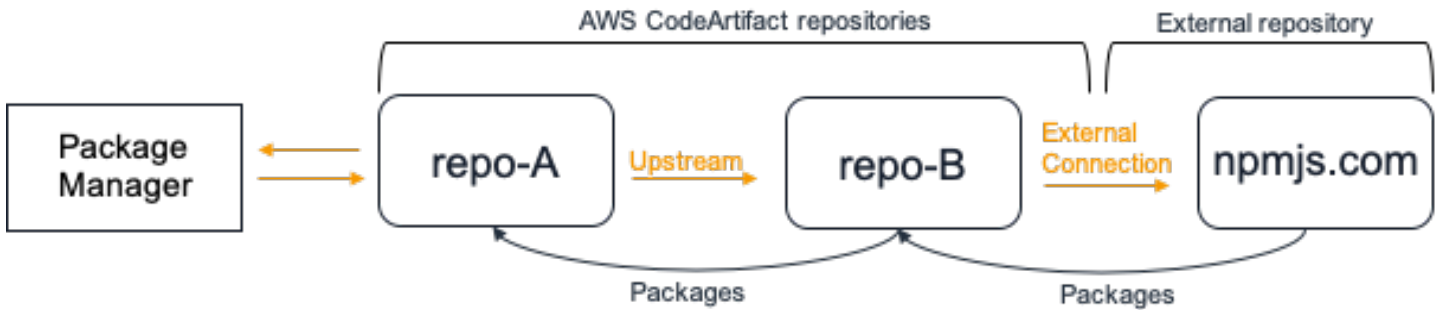 AWS CodeArtifact repositories
External repository
Package
Manager
repo-A
Upstream
repo-B
External
Connection
npmjs.com
Packages
Packages